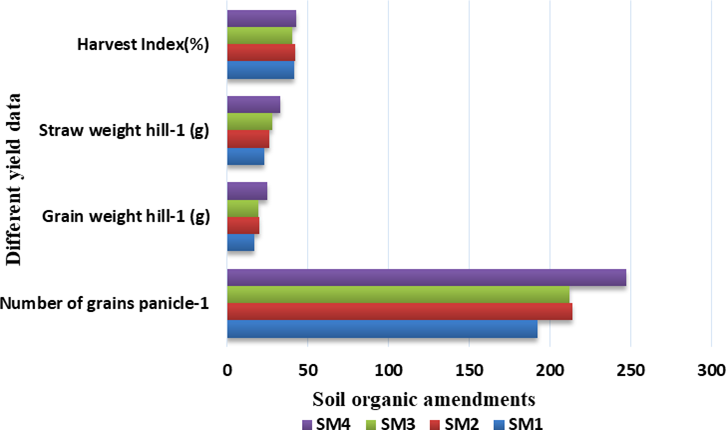 Different yield data
Harvest Index(%)
Straw weight hill-1 (g)
Grain weight hill-1 (g)
Number of grains panicle-1
0 50 100 150 200 250 300
Soil organic amendments
SM4 SM3 SM2 SM1